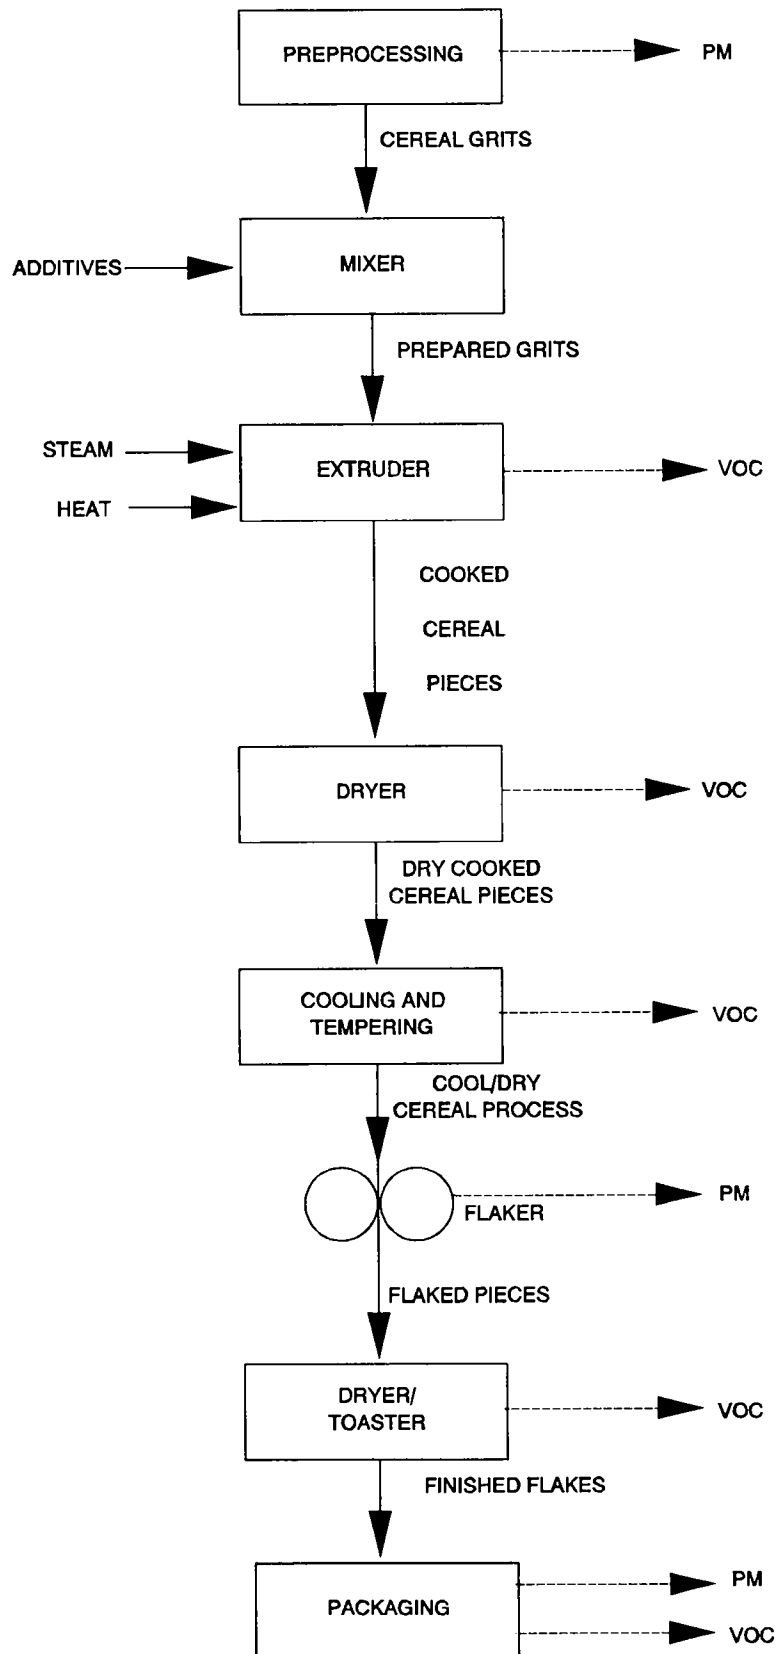 PREPROCESSING
PM
CEREAL GRITS
ADDITIVES
MIXER
PREPARED GRITS
STEAM
EXTRUDER
VOC
HEAT
COOKED
CEREAL
PIECES
DRYER
VOC
DRY COOKED
CEREAL PIECES
COOLING AND
TEMPERING
VOC
COOL/DRY
CEREAL PROCESS
PM
FLAKER
FLAKED PIECES
DRYER/
TOASTER
VOC
FINISHED FLAKES
PACKAGING
PM
VOC